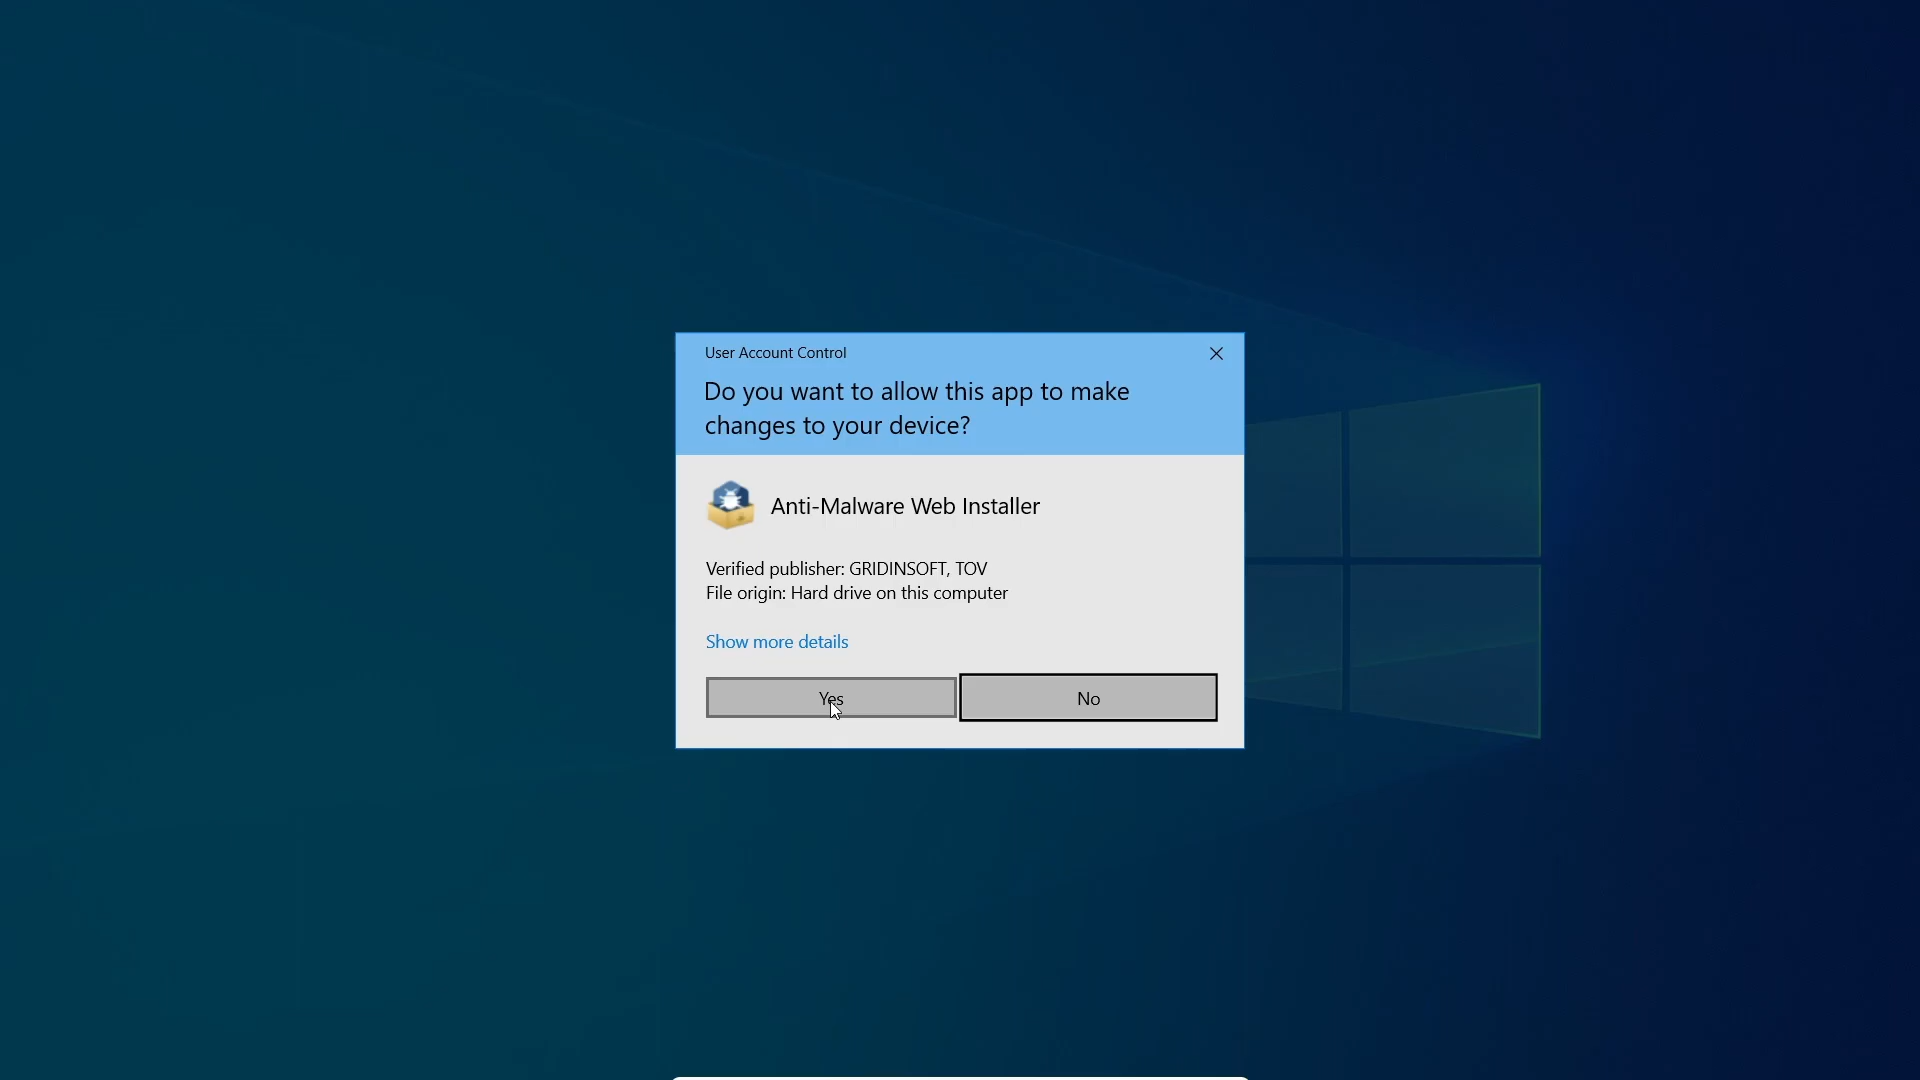 User Account Control
Do you want to allow this app to make
changes to your device?
Anti-Malware Web Installer
Verified publisher: GRIDINSOFT, TOV
File origin: Hard drive on this computer
Show more details
Yes
No